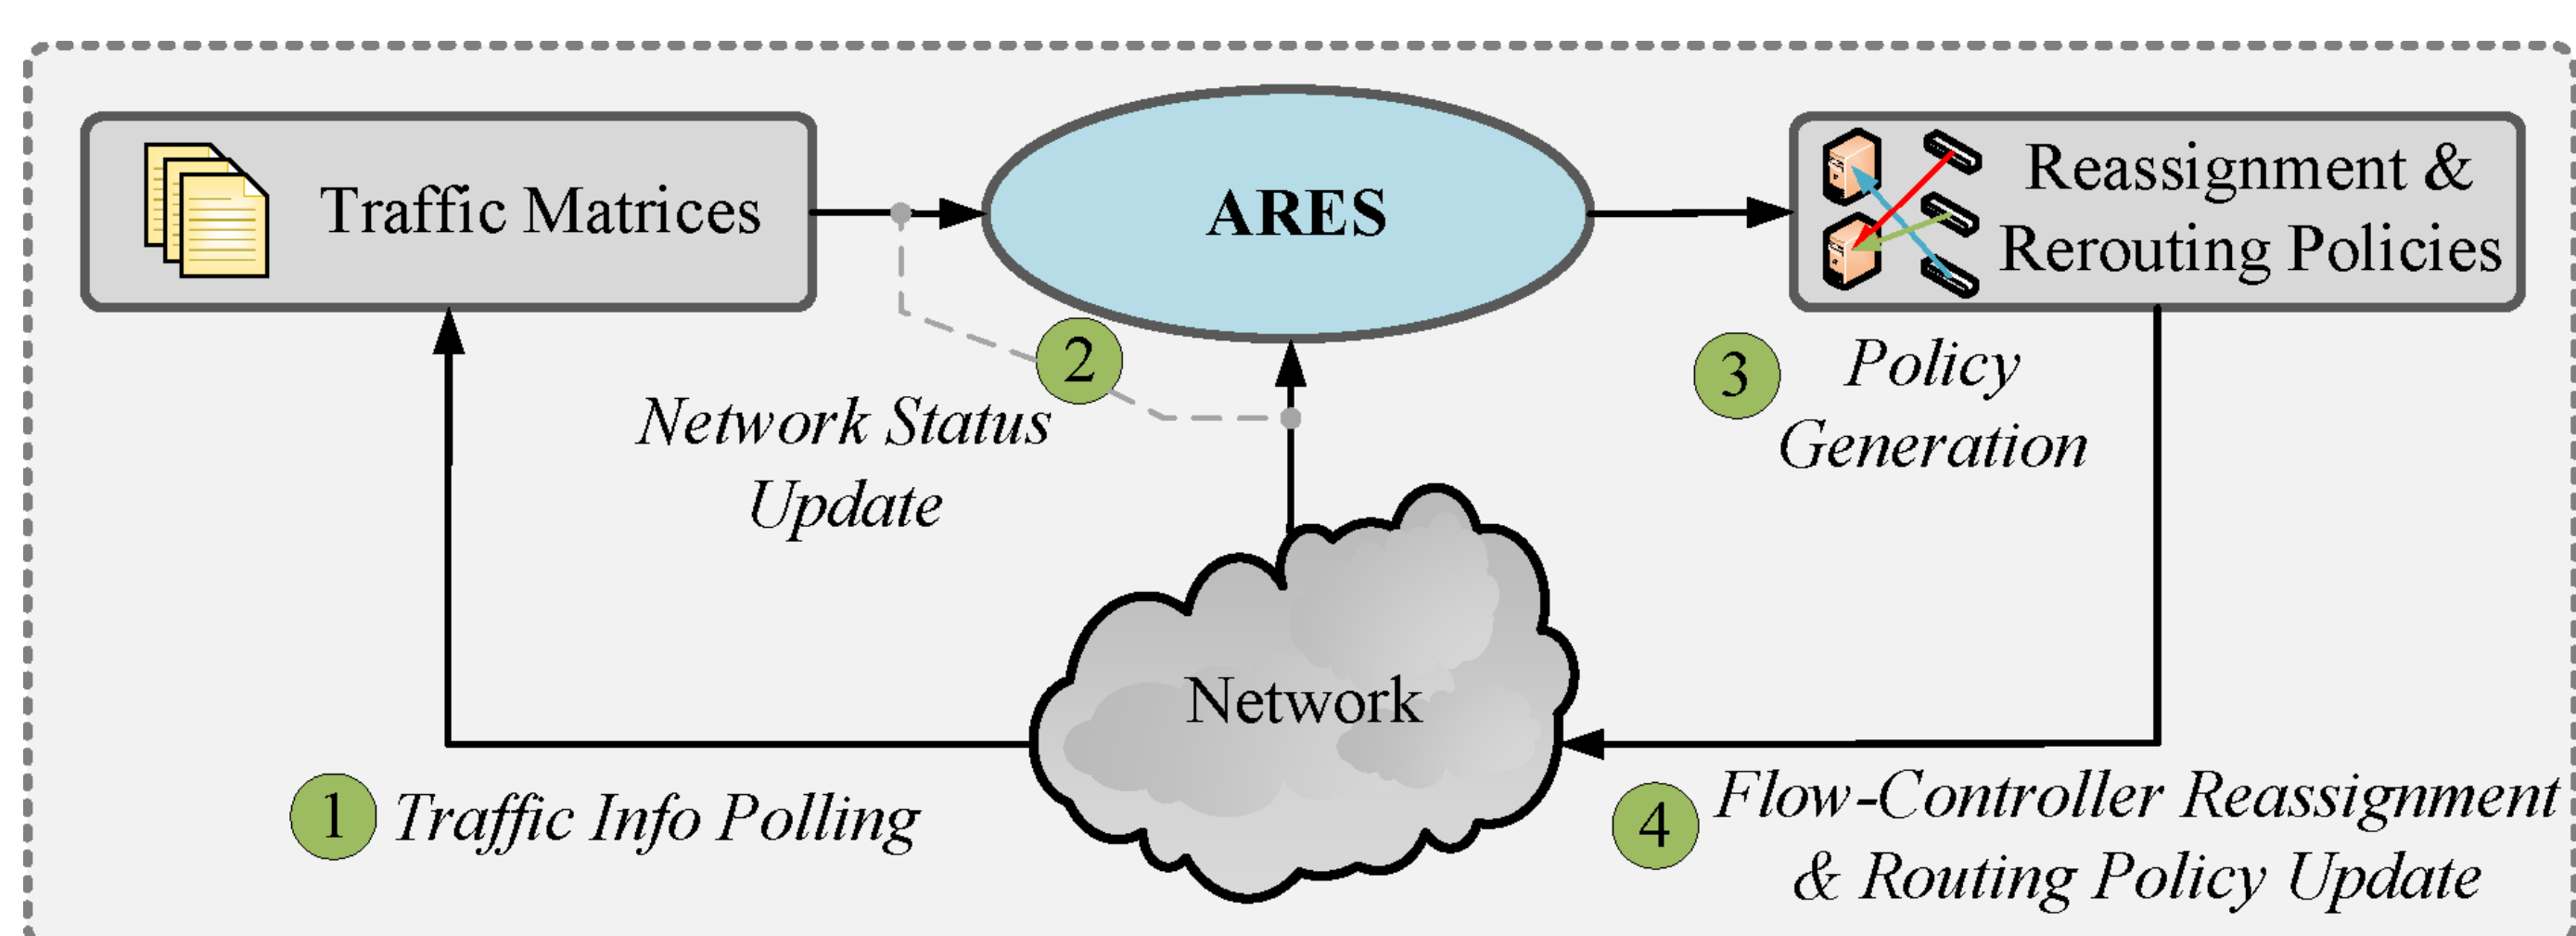 Traffic Matrices
ARES
Reassignment &
Rerouting Policies
2
Network Status
Update
3
Policy
Generation
Network
1
Traffic Info Polling
4
Flow-Controller Reassignment
& Routing Policy Update